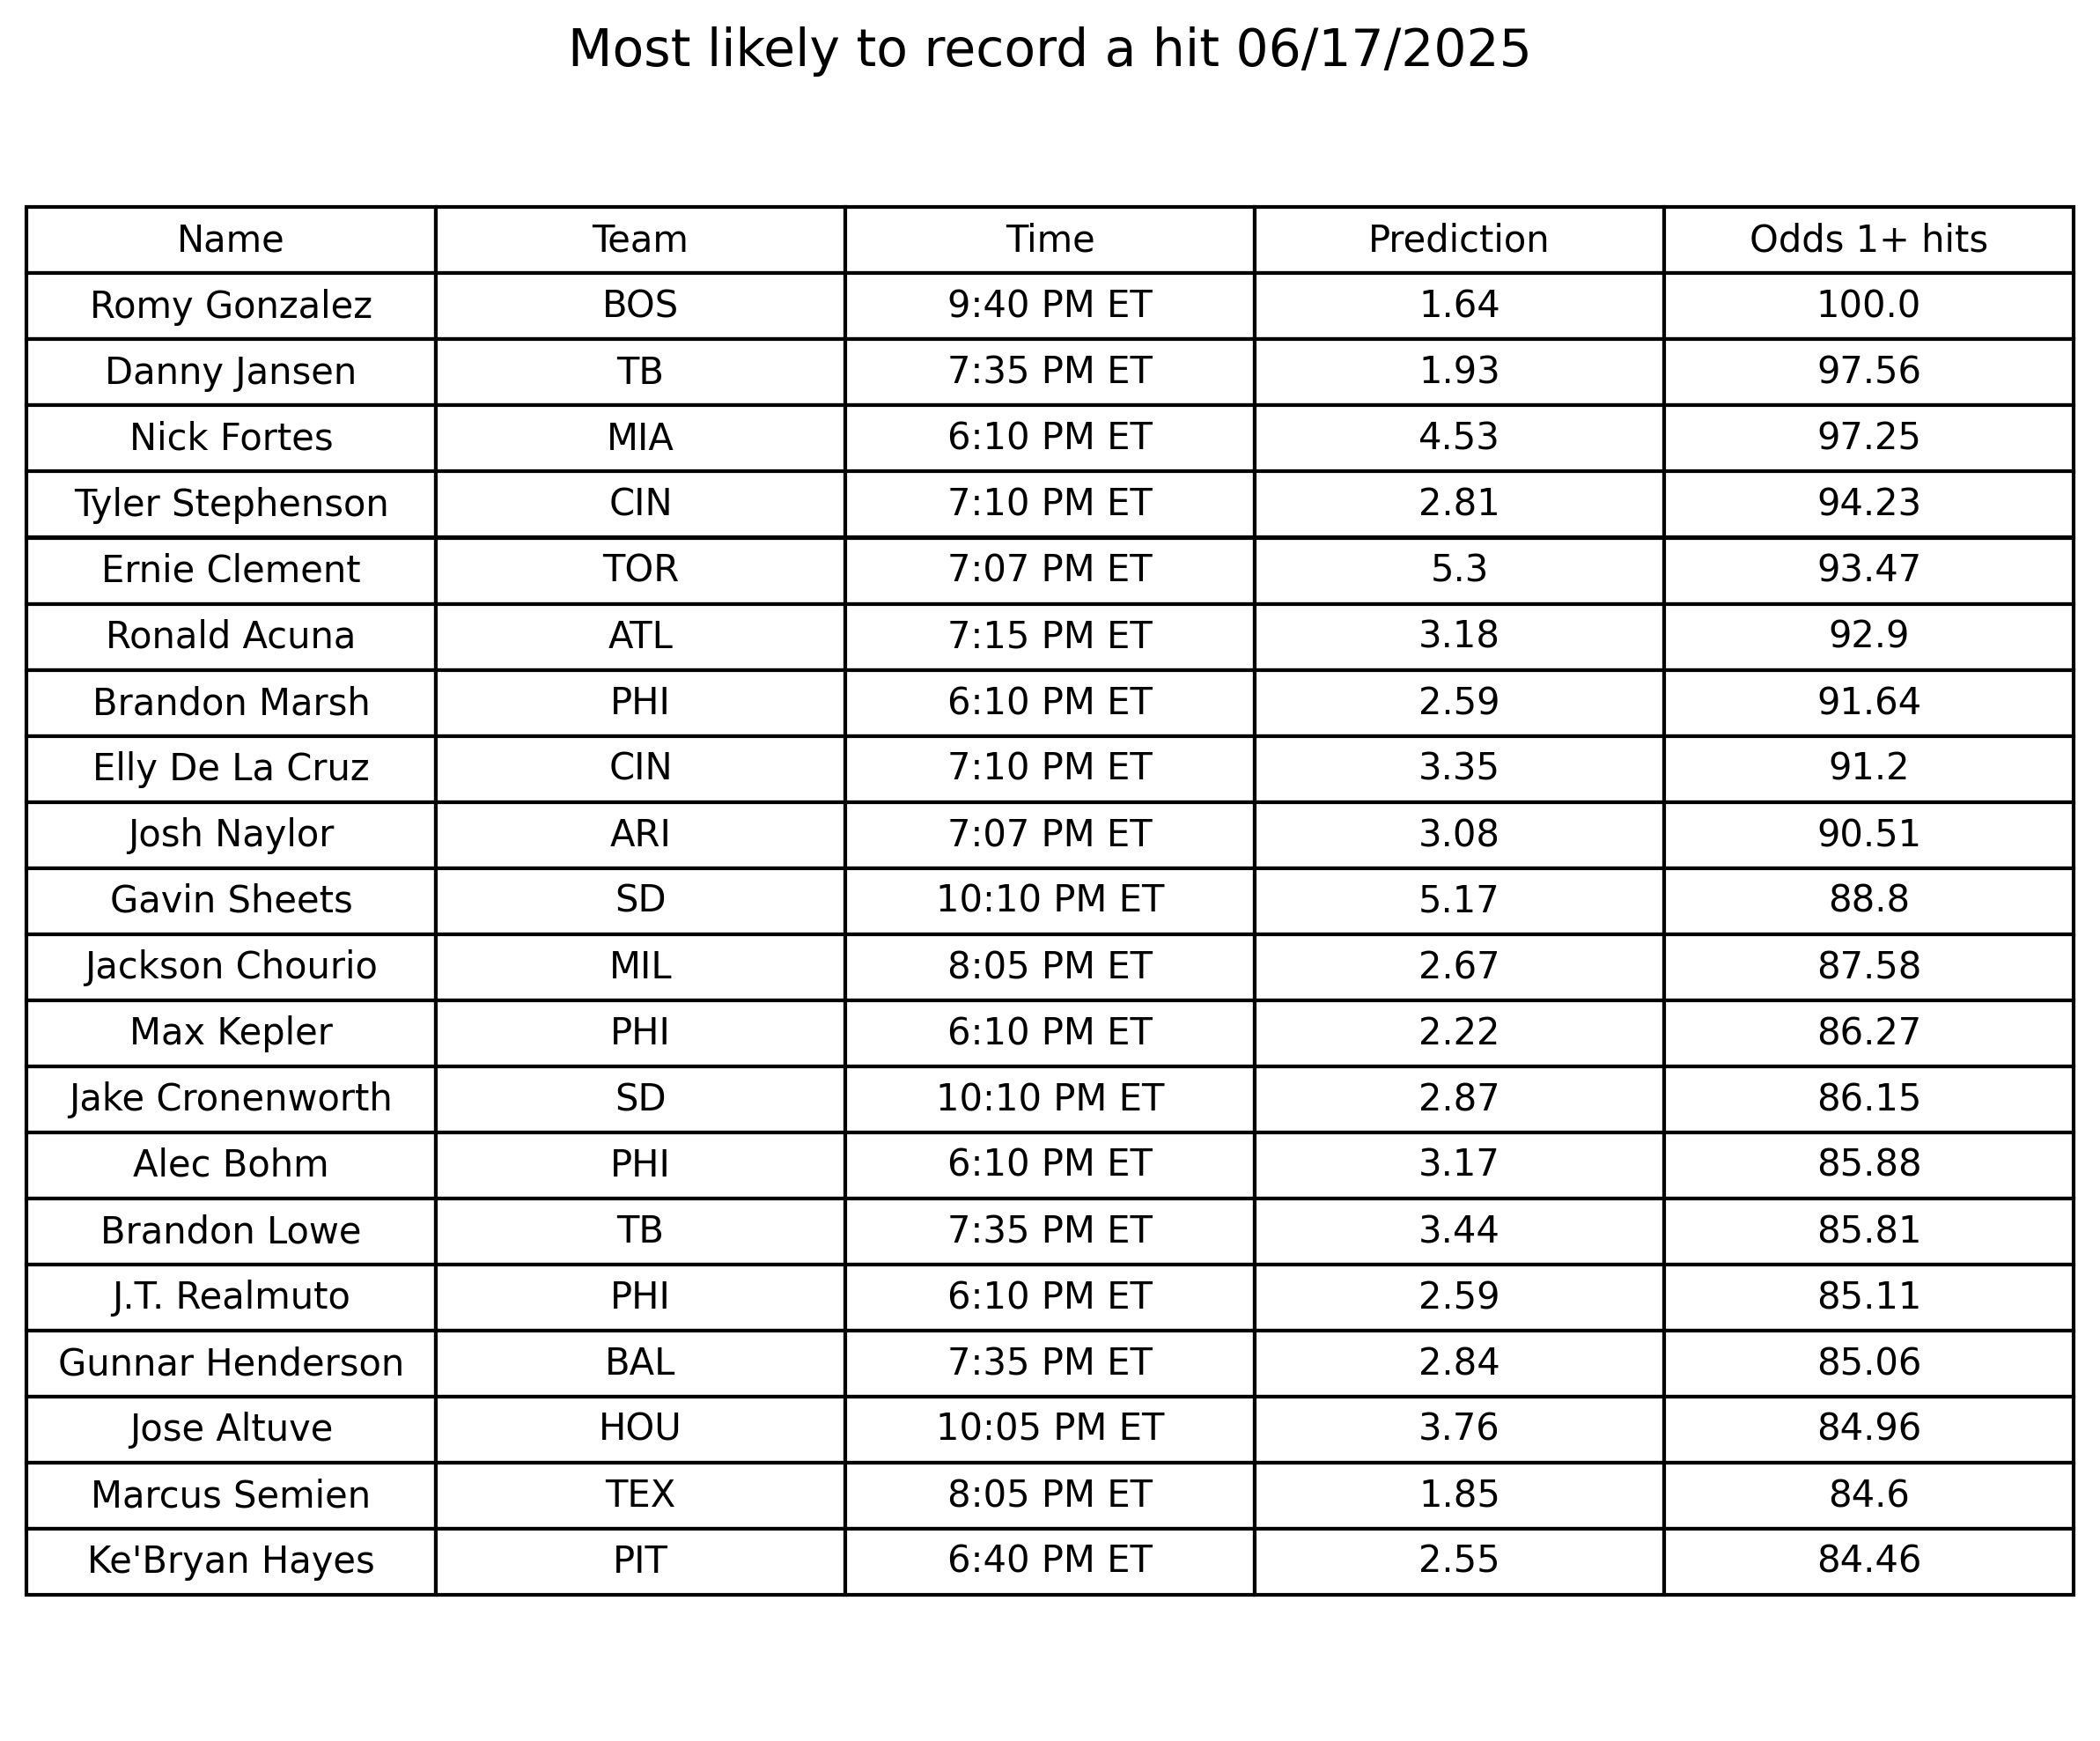 Most likely to record a hit 06/17/2025
Name Team Time Prediction Odds 1+ hits
Romy Gonzalez BOS 9:40 PM ET 1.64 100.0
Danny Jansen TB 7:35 PM ET 1.93 97.56
Nick Fortes MIA 6:10 PM ET 4.53 97.25
Tyler Stephenson CIN 7:10 PM ET 2.81 94.23
Ernie Clement TOR 7:07 PM ET 5.3 93.47
Ronald Acuna ATL 7:15 PM ET 3.18 92.9
Brandon Marsh PHI 6:10 PM ET 2.59 91.64
Elly De La Cruz CIN 7:10 PM ET 3.35 91.2
Josh Naylor ARI 7:07 PM ET 3.08 90.51
Gavin Sheets SD 10:10 PM ET 5.17 88.8
Jackson Chourio MIL 8:05 PM ET 2.67 87.58
Max Kepler PHI 6:10 PM ET 2.22 86.27
Jake Cronenworth SD 10:10 PM ET 2.87 86.15
Alec Bohm PHI 6:10 PM ET 3.17 85.88
Brandon Lowe TB 7:35 PM ET 3.44 85.81
J.T. Realmuto PHI 6:10 PM ET 2.59 85.11
Gunnar Henderson BAL 7:35 PM ET 2.84 85.06
Jose Altuve HOU 10:05 PM ET 3.76 84.96
Marcus Semien TEX 8:05 PM ET 1.85 84.6
Ke'Bryan Hayes PIT 6:40 PM ET 2.55 84.46